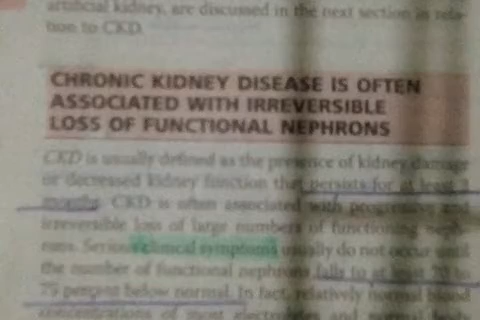 artificial kidney, are discussed in the next section in rela-
tion to CKD.
CHRONIC KIDNEY DISEASE IS OFTEN
ASSOCIATED WITH IRREVERSIBLE
LOSS OF FUNCTIONAL NEPHRONS
CKD is usually defined as the presence of kidney damage
or decreased kidney function that persists for at least 3
months. CKD is often associated with progressive and
irreversible loss of large numbers of functioning neph-
rons. Serious clinical symptoms usually do not occur until
the number of functional nephrons falls to at least 70 to
75 percent below normal. In fact, relatively normal blood
concentrations of most electrolytes and normal body